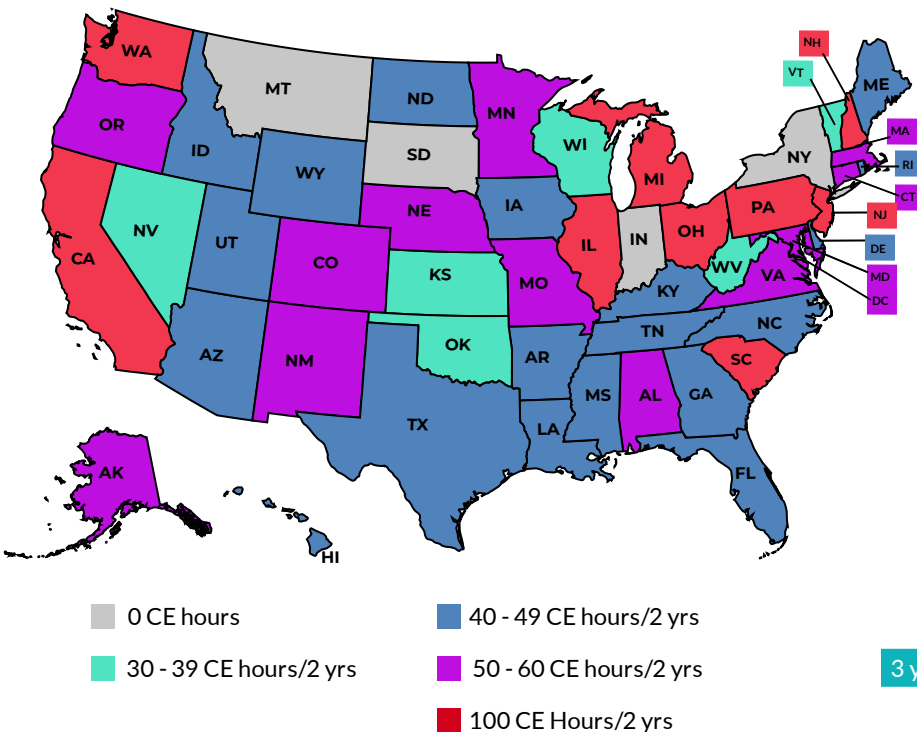 NH
WA
VT
ME
MT
ND
MN
OR
MA
WI
NY
ID
SD
RI
WY
MI
CT
NE
IA
PA
NJ
NV
OH
UT
IL
IN
DE
CA
CO
WV
KS
VA
MD
MO
KY
DC
NC
TN
OK
AZ
NM
AR
SC
MS
AL
GA
TX
LA
AK
FL
HI
0 CE hours
40 - 49 CE hours/2 yrs
30 - 39 CE hours/2 yrs
50 - 60 CE hours/2 yrs
3 y
100 CE Hours/2 yrs